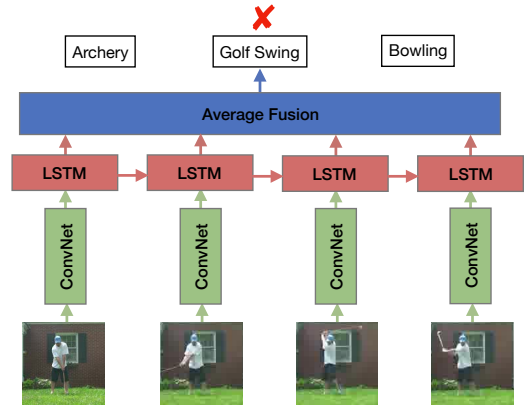 Archery
Golf Swing
Bowling
Average Fusion
LSTM
LSTM
LSTM
LSTM
ConvNet
ConvNet
ConvNet
ConvNet